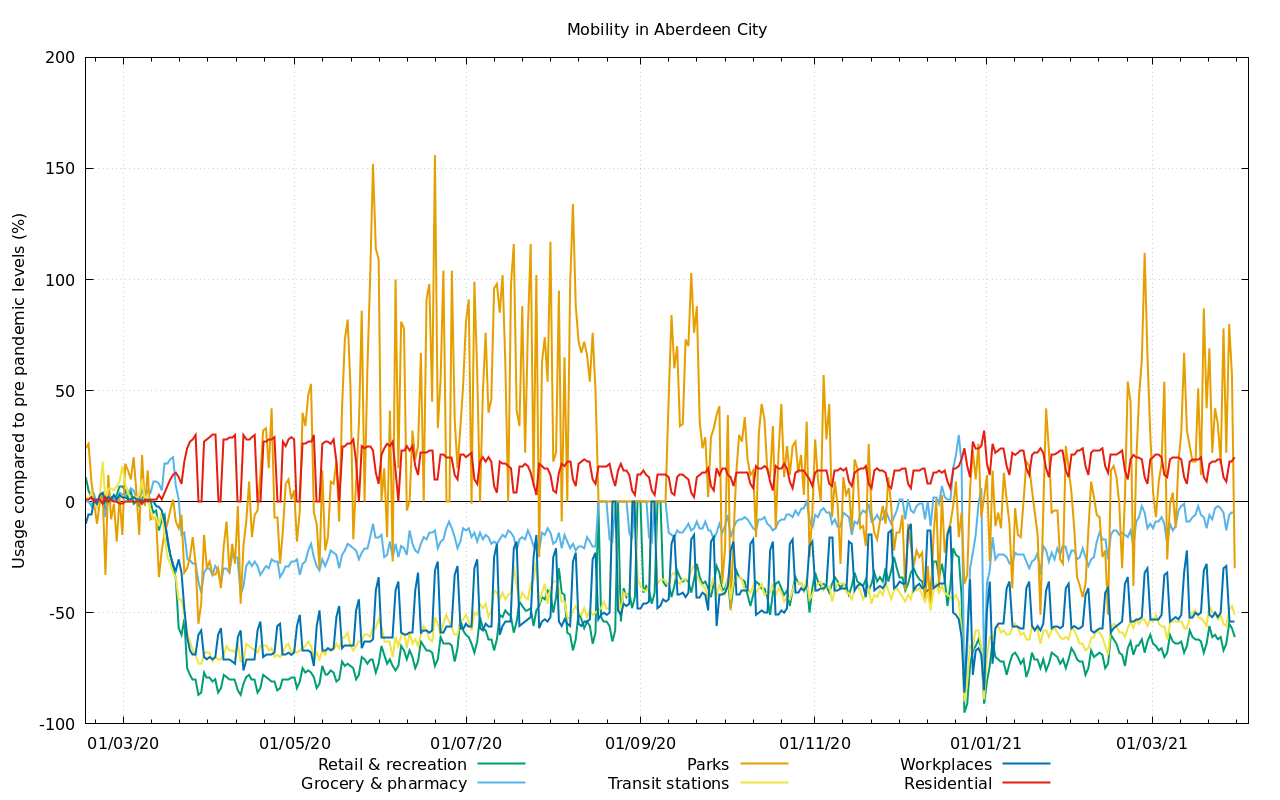 Mobility in Aberdeen City
Usage compared to pre pandemic levels (%)
200
150
100
50
0
-50
-100
01/03/20 01/05/20 01/07/20 01/09/20 01/11/20 01/01/21 01/03/21
Retail & recreation Parks Workplaces
Grocery & pharmacy Transit stations Residential